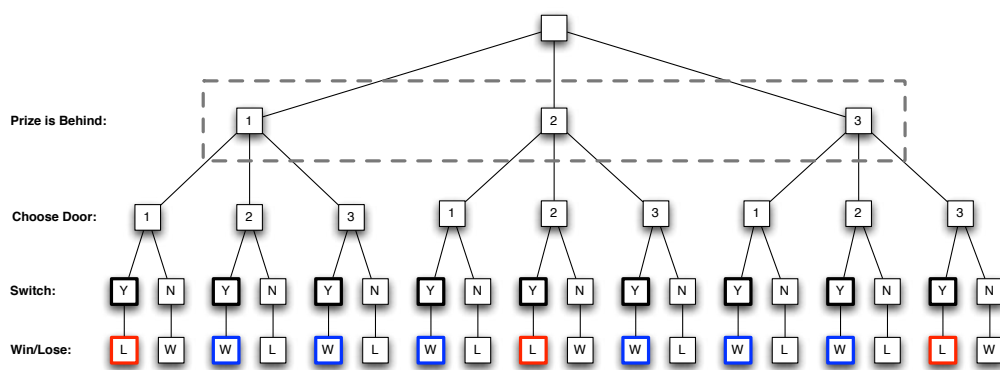 Prize is Behind: 1 2 3
Choose Door: 1 2 3 1 2 3 1 2 3
Switch: Y N Y N Y N Y N Y N Y N Y N Y N Y N
Win/Lose: L W W L W L W L L W W L W L W L L W